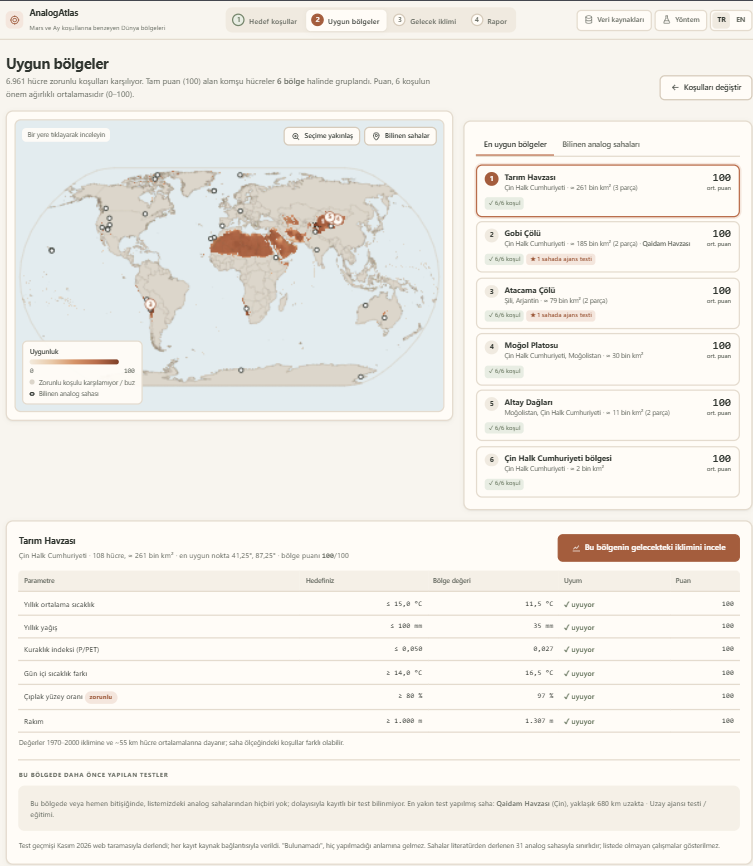 AnalogAtlas
Mars ve Ay koşullarına benzeyen Dünya bölgeleri
1 Hedef koşullar
2 Uygun bölgeler
3 Gelecek iklimi
4 Rapor
Veri kaynakları
Yöntem
TR EN
Uygun bölgeler
6.961 hücre zorunlu koşulları karşılıyor. Tam puan (100) alan komşu hücreler 6 bölge halinde gruplandı. Puan, 6 koşulun
önem ağırlıklı ortalamasıdır (0–100).
← Koşulları değiştir
Bir yere tıklayarak inceleyin
Seçime yakınlaş
Bilinen sahalar
Uygunluk
0 100
Zorunlu koşulu karşılamıyor / buz
Bilinen analog sahası
En uygun bölgeler
Bilinen analog sahaları
1 Tarım Havzası 100
Çin Halk Cumhuriyeti · ≈ 261 bin km² (3 parça) ort. puan
✓ 6/6 koşul
2 Gobi Çölü 100
Çin Halk Cumhuriyeti · ≈ 185 bin km² (2 parça) · Qaidam Havzası ort. puan
✓ 6/6 koşul ★ 1 sahada ajans testi
3 Atacama Çölü 100
Şili, Arjantin · ≈ 79 bin km² (2 parça) ort. puan
✓ 6/6 koşul ★ 1 sahada ajans testi
4 Moğol Platosu 100
Çin Halk Cumhuriyeti, Moğolistan · ≈ 30 bin km² ort. puan
✓ 6/6 koşul
5 Altay Dağları 100
Moğolistan, Çin Halk Cumhuriyeti · ≈ 11 bin km² (2 parça) ort. puan
✓ 6/6 koşul
6 Çin Halk Cumhuriyeti bölgesi 100
Çin Halk Cumhuriyeti · ≈ 2 bin km² ort. puan
✓ 6/6 koşul
Tarım Havzası
Çin Halk Cumhuriyeti · 108 hücre, ≈ 261 bin km² · en uygun nokta 41,25°, 87,25° · bölge puanı 100/100
Bu bölgenin gelecekteki iklimini incele
Parametre Hedefiniz Bölge değeri Uyum Puan
Yıllık ortalama sıcaklık ≤ 15,0 °C 11,5 °C ✓ uyuyor 100
Yıllık yağış ≤ 100 mm 35 mm ✓ uyuyor 100
Kuraklık indeksi (P/PET) ≤ 0,050 0,027 ✓ uyuyor 100
Gün içi sıcaklık farkı ≥ 14,0 °C 16,5 °C ✓ uyuyor 100
Çıplak yüzey oranı zorunlu ≥ 80 % 97 % ✓ uyuyor 100
Rakım ≥ 1.000 m 1.307 m ✓ uyuyor 100
Değerler 1970–2000 iklimine ve ~55 km hücre ortalamalarına dayanır; saha ölçeğindeki koşullar farklı olabilir.
BU BÖLGEDE DAHA ÖNCE YAPILAN TESTLER
Bu bölgede veya hemen bitişiğinde, listemizdeki analog sahalarından hiçbiri yok; dolayısıyla kayıtlı bir test bilinmiyor. En yakın test yapılmış saha: Qaidam Havzası (Çin), yaklaşık 680 km uzakta · Uzay ajansı testi /
eğitimi.
Test geçmişi Kasım 2026 web taramasıyla derlendi; her kayıt kaynak bağlantısıyla verildi. "Bulunamadı", hiç yapılmadığı anlamına gelmez. Sahalar literatürden derlenen 31 analog sahasıyla sınırlıdır; listede olmayan çalışmalar gösterilmez.